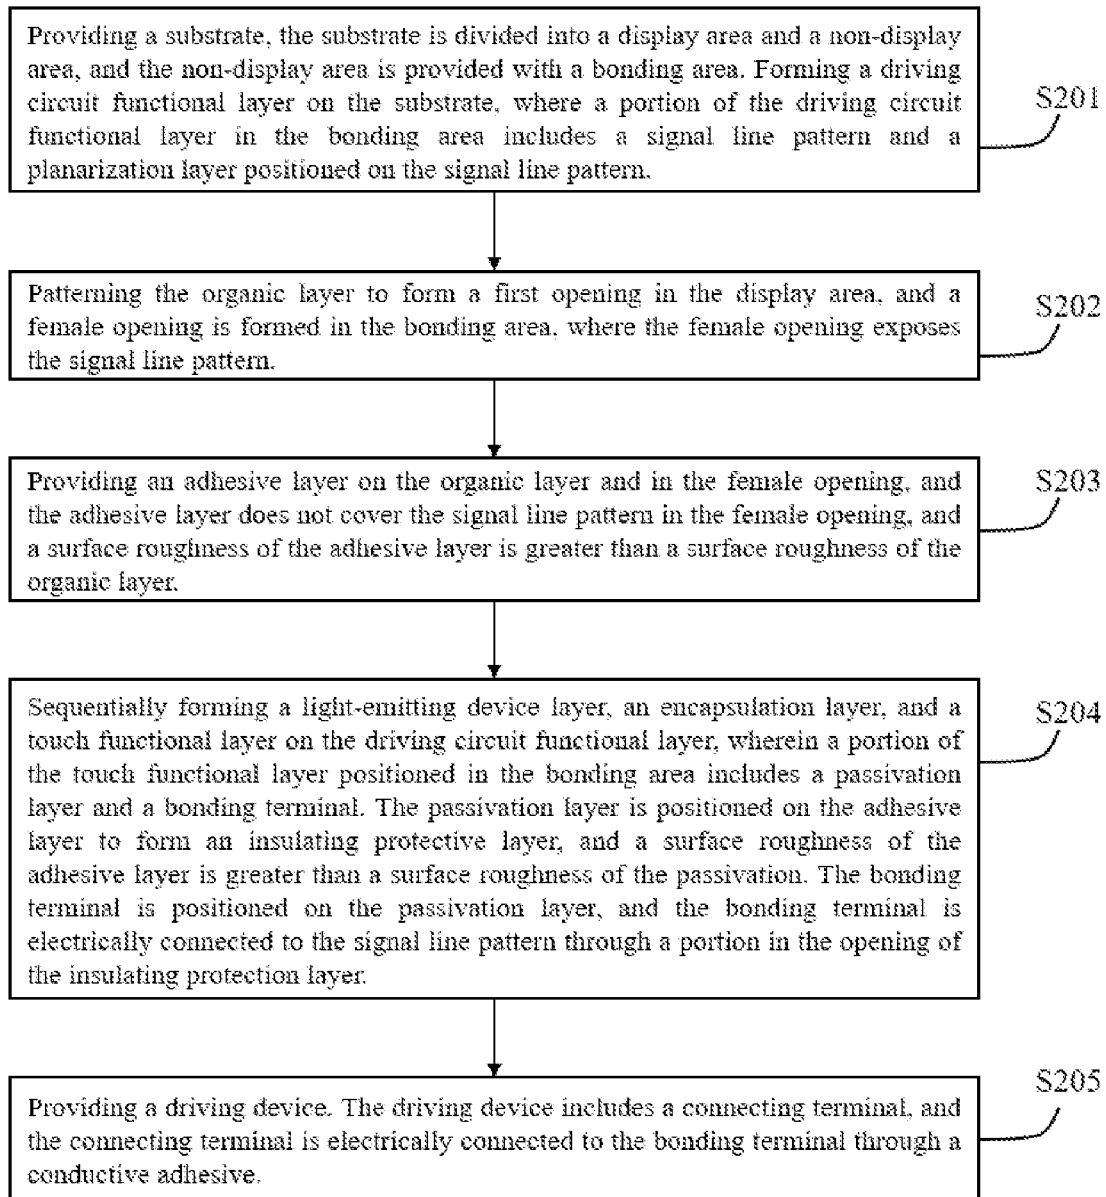 Providing a substrate, the substrate is divided into a display area and a non-display
area, and the non-display area is provided with a bonding area. Forming a driving
circuit functional layer on the substrate, where a portion of the driving circuit
functional layer in the bonding area includes a signal line pattern and a
planarization layer positioned on the signal line pattern.
S201
Patterning the organic layer to form a first opening in the display area, and a
female opening is formed in the bonding area, where the female opening exposes
the signal line pattern.
S202
Providing an adhesive layer on the organic layer and in the female opening, and
the adhesive layer does not cover the signal line pattern in the female opening, and
a surface roughness of the adhesive layer is greater than a surface roughness of the
organic layer.
S203
Sequentially forming a light-emitting device layer, an encapsulation layer, and a
touch functional layer on the driving circuit functional layer, wherein a portion of
the touch functional layer positioned in the bonding area includes a passivation
layer and a bonding terminal. The passivation layer is positioned on the adhesive
layer to form an insulating protective layer, and a surface roughness of the
adhesive layer is greater than a surface roughness of the passivation. The bonding
terminal is positioned on the passivation layer, and the bonding terminal is
electrically connected to the signal line pattern through a portion in the opening of
the insulating protection layer.
S204
Providing a driving device. The driving device includes a connecting terminal, and
the connecting terminal is electrically connected to the bonding terminal through a
conductive adhesive.
S205